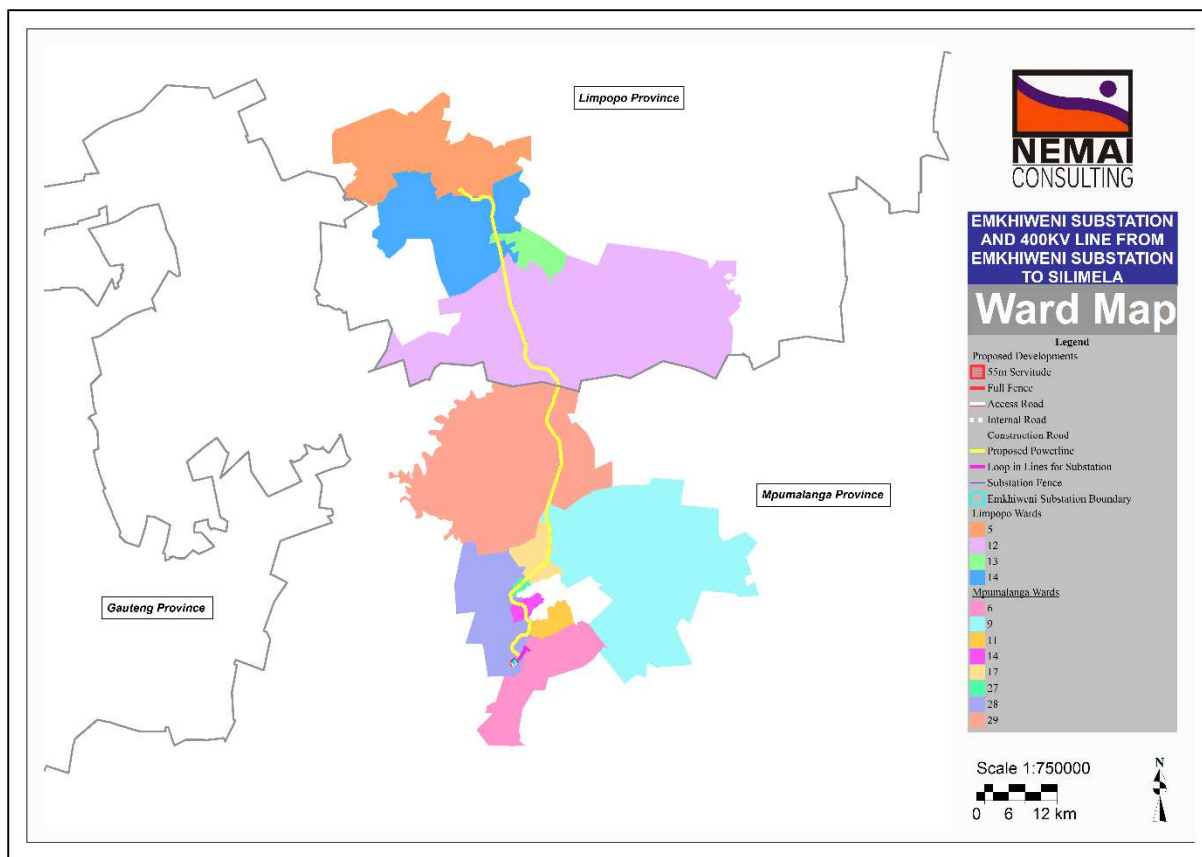 Limpopo Province
Mpumalanga Province
Gauteng Province
NEMAI
CONSULTING
EMKHIWENI SUBSTATION
AND 400KV LINE FROM
EMKHIWENI SUBSTATION
TO SILIMELA
Ward Map
Legend
Proposed Developments
55m Servitude
Full Fence
Access Road
Internal Road
Construction Road
Proposed Powerline
Loop in Lines for Substation
Substation Fence
Emkhiweni Substation Boundary
Limpopo Wards
5
12
13
14
Mpumalanga Wards
6
9
11
14
17
27
28
29
Scale 1:750000
0 6 12 km
N